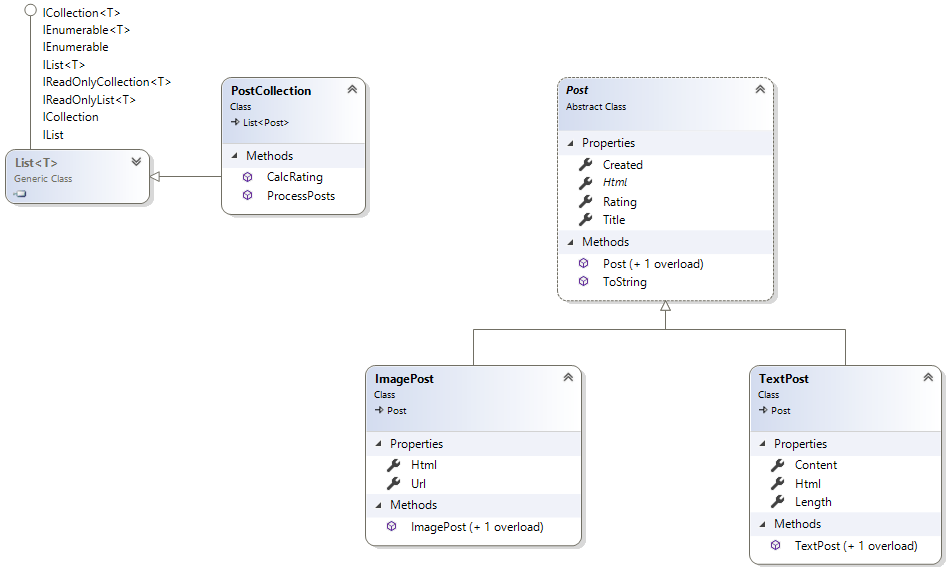 ICollection<T>
IEnumerable<T>
IEnumerable
IList<T>
IReadOnlyCollection<T>
IReadOnlyList<T>
ICollection
IList
List<T>
Generic Class
PostCollection
Class
List<Post>
Methods
CalcRating
ProcessPosts
Post
Abstract Class
Properties
Created
Html
Rating
Title
Methods
Post (+ 1 overload)
ToString
ImagePost
Class
Post
Properties
Html
Url
Methods
ImagePost (+ 1 overload)
TextPost
Class
Post
Properties
Content
Html
Length
Methods
TextPost (+ 1 overload)